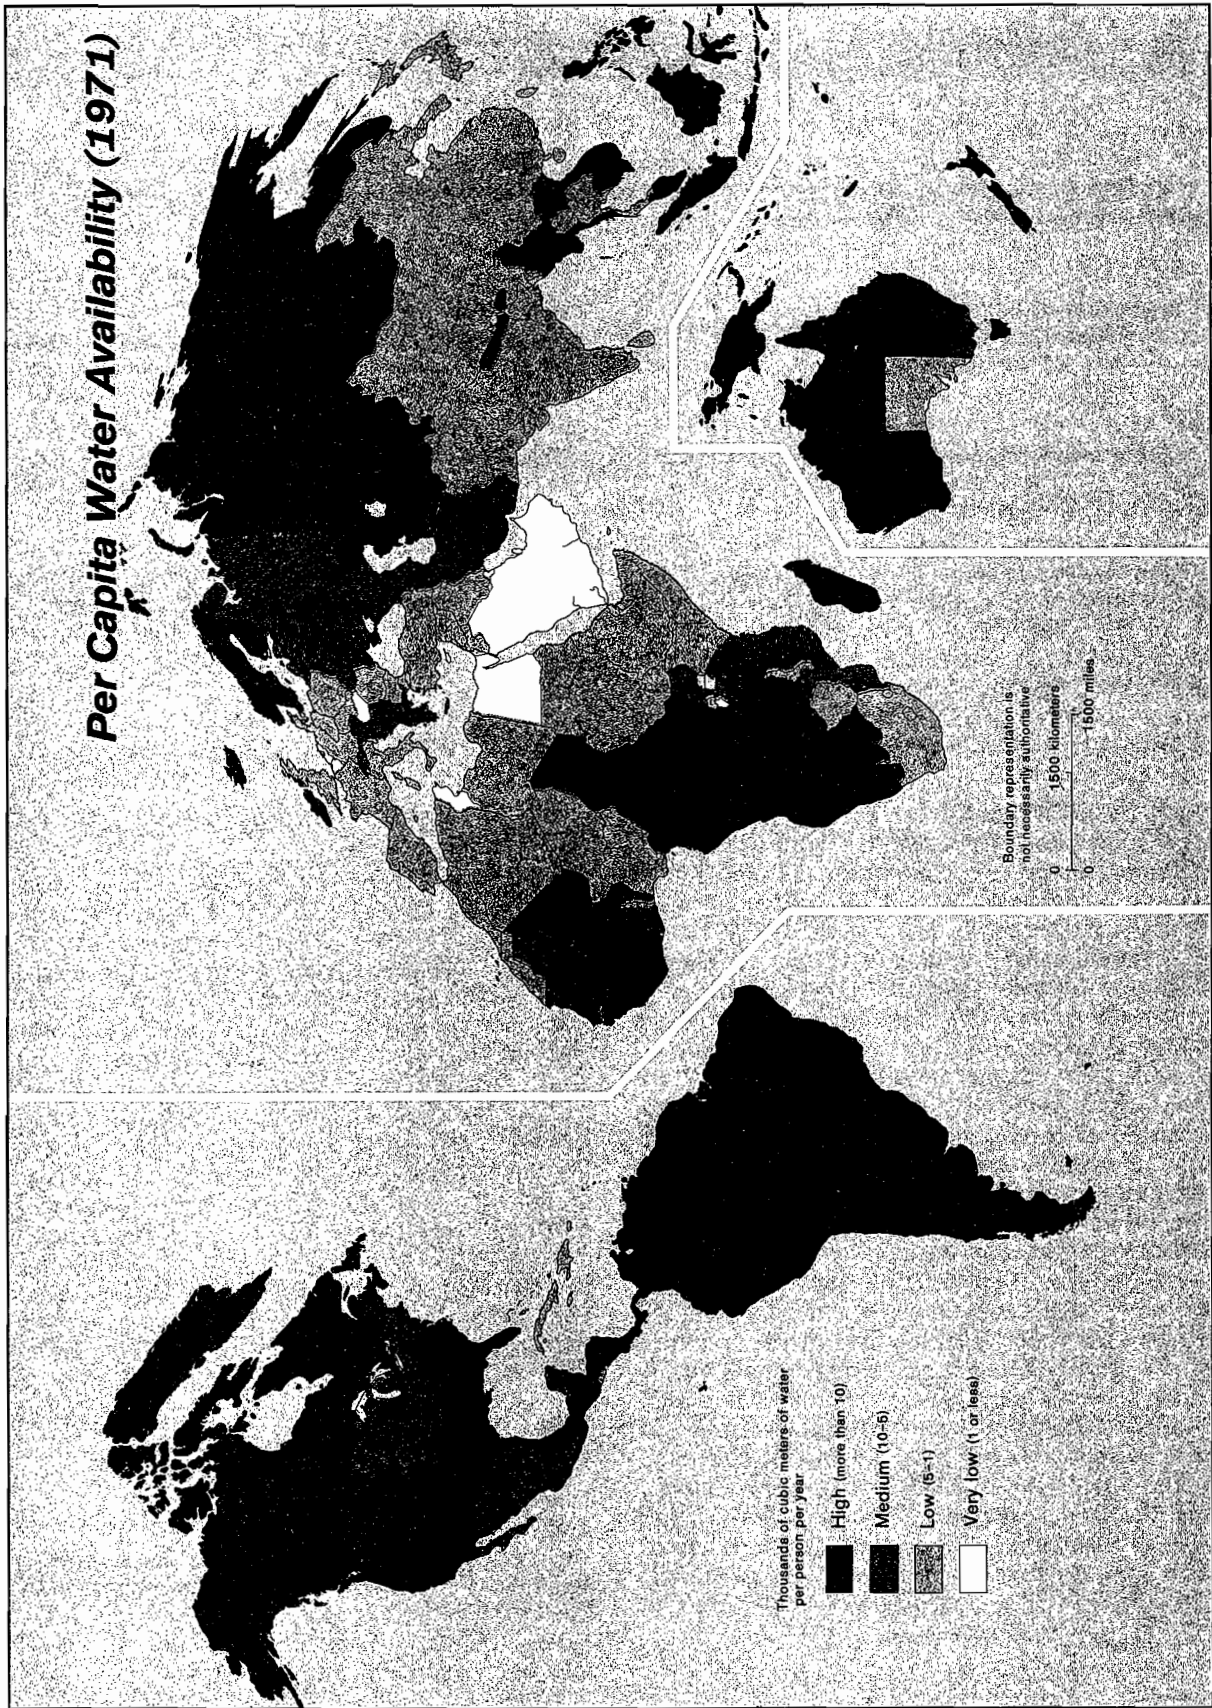 Per Capita Water Availability (1971)
Thousands of cubic meters of water
per person per year
High (more than 10)
Medium (10-5)
Low (5-1)
Very low (1 or less)
Boundary representation is
not necessarily authoritative
0 1500 kilometers
0 1500 miles